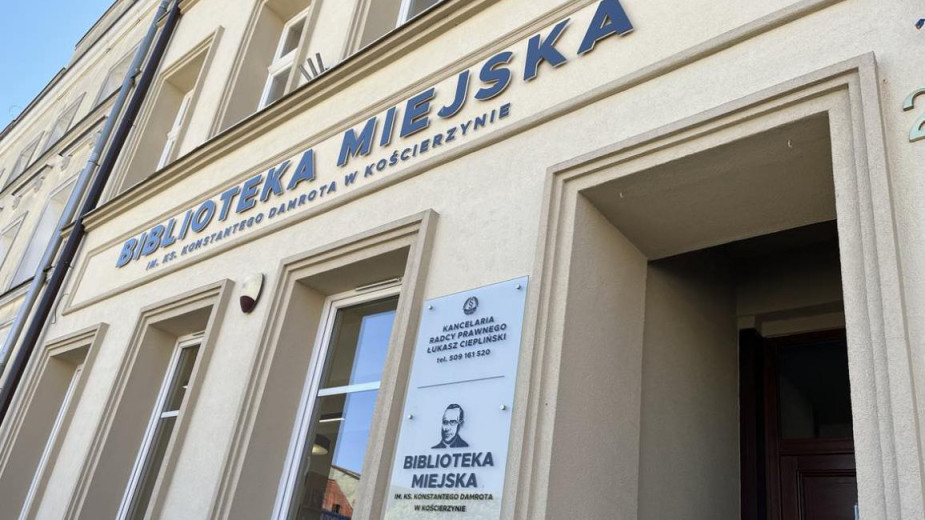 BIBLIOTEKA MIEJSKA
IM. KS. KONSTANTEGO DAMROTA W KOŚCIERZYNIE
2
KANCELARIA
RADCY PRAWNEGO
ŁUKASZ CIEPLIŃSKI
tel. 509 161 520
BIBLIOTEKA
MIEJSKA
IM. KS. KONSTANTEGO DAMROTA
W KOŚCIERZYNIE